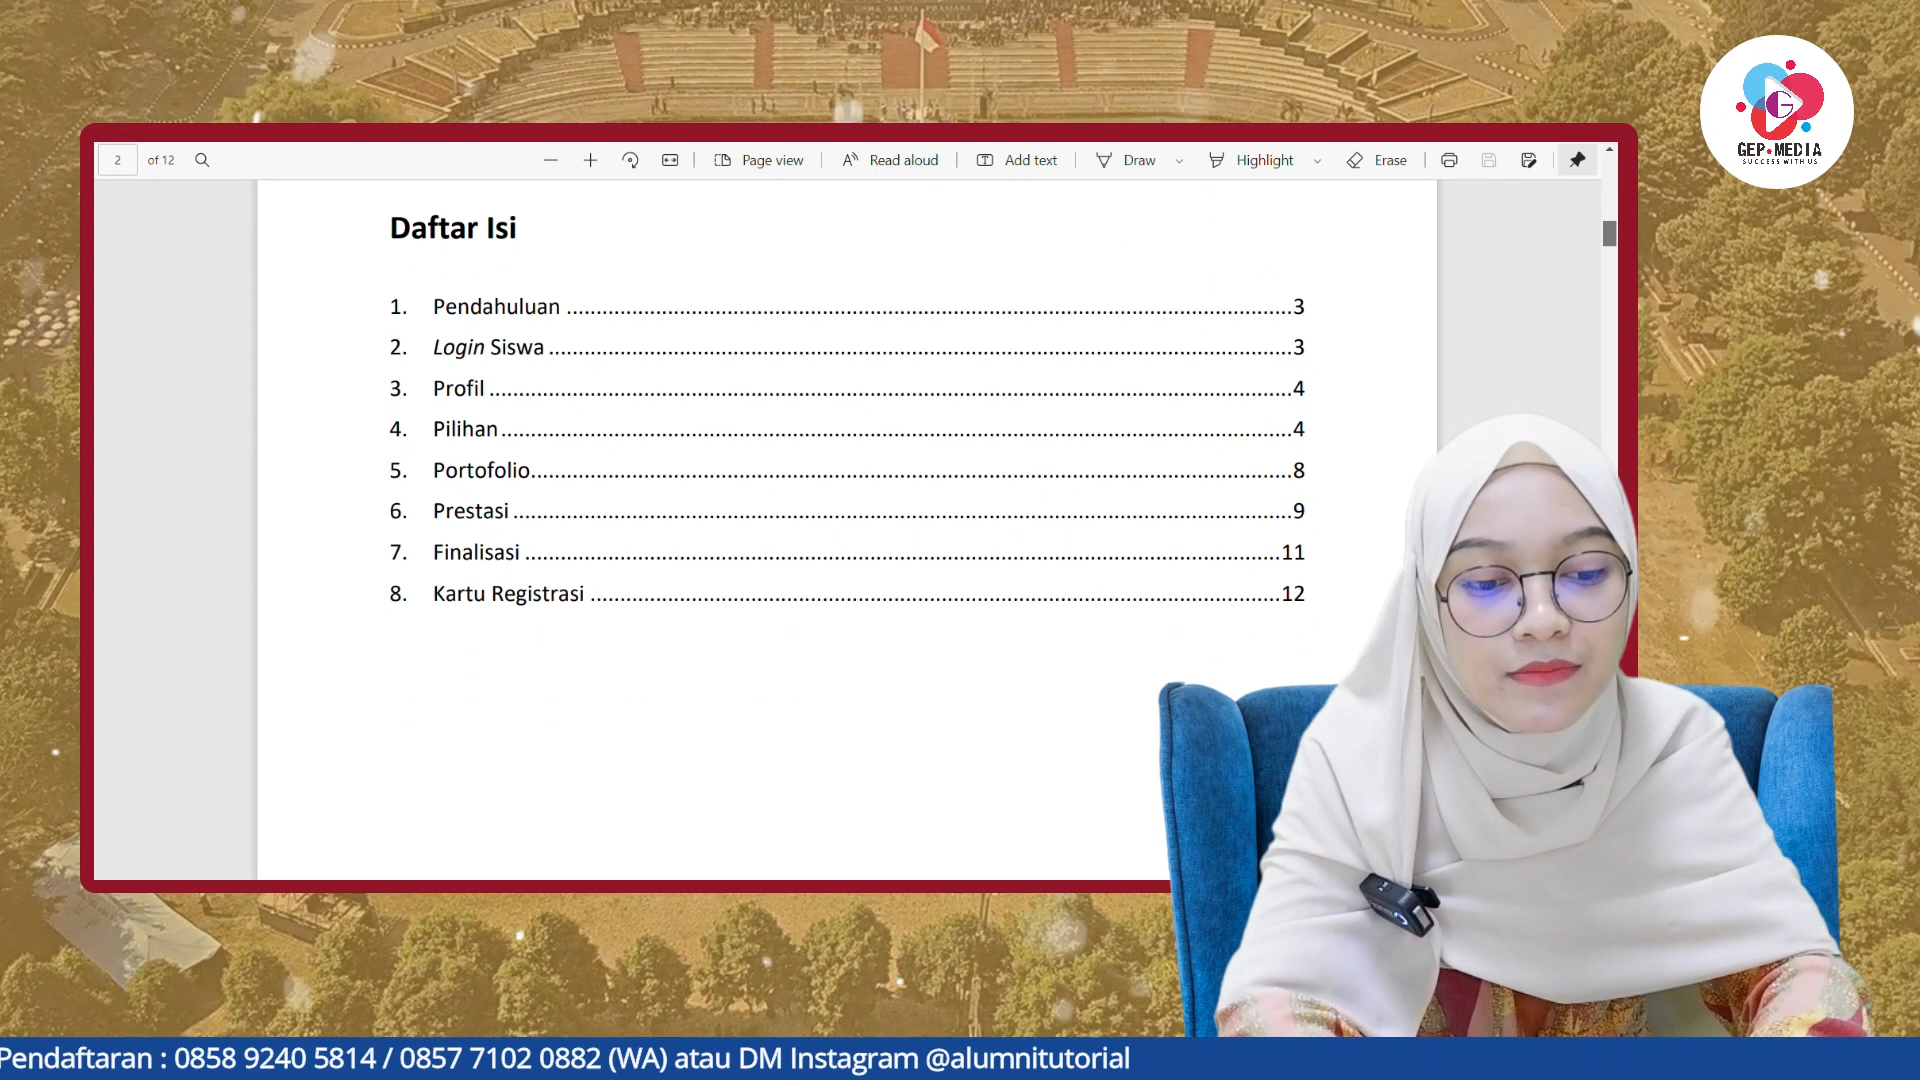 2 of 12 Page view Read aloud Add text Draw Highlight Erase
GEP•MEDIA
SUCCESS WITH US
Daftar Isi
1. Pendahuluan ........................................................................3
2. Login Siswa ........................................................................3
3. Profil ........................................................................4
4. Pilihan ........................................................................4
5. Portofolio ........................................................................8
6. Prestasi ........................................................................9
7. Finalisasi ........................................................................11
8. Kartu Registrasi ........................................................................12
Pendaftaran : 0858 9240 5814 / 0857 7102 0882 (WA) atau DM Instagram @alumnitutorial